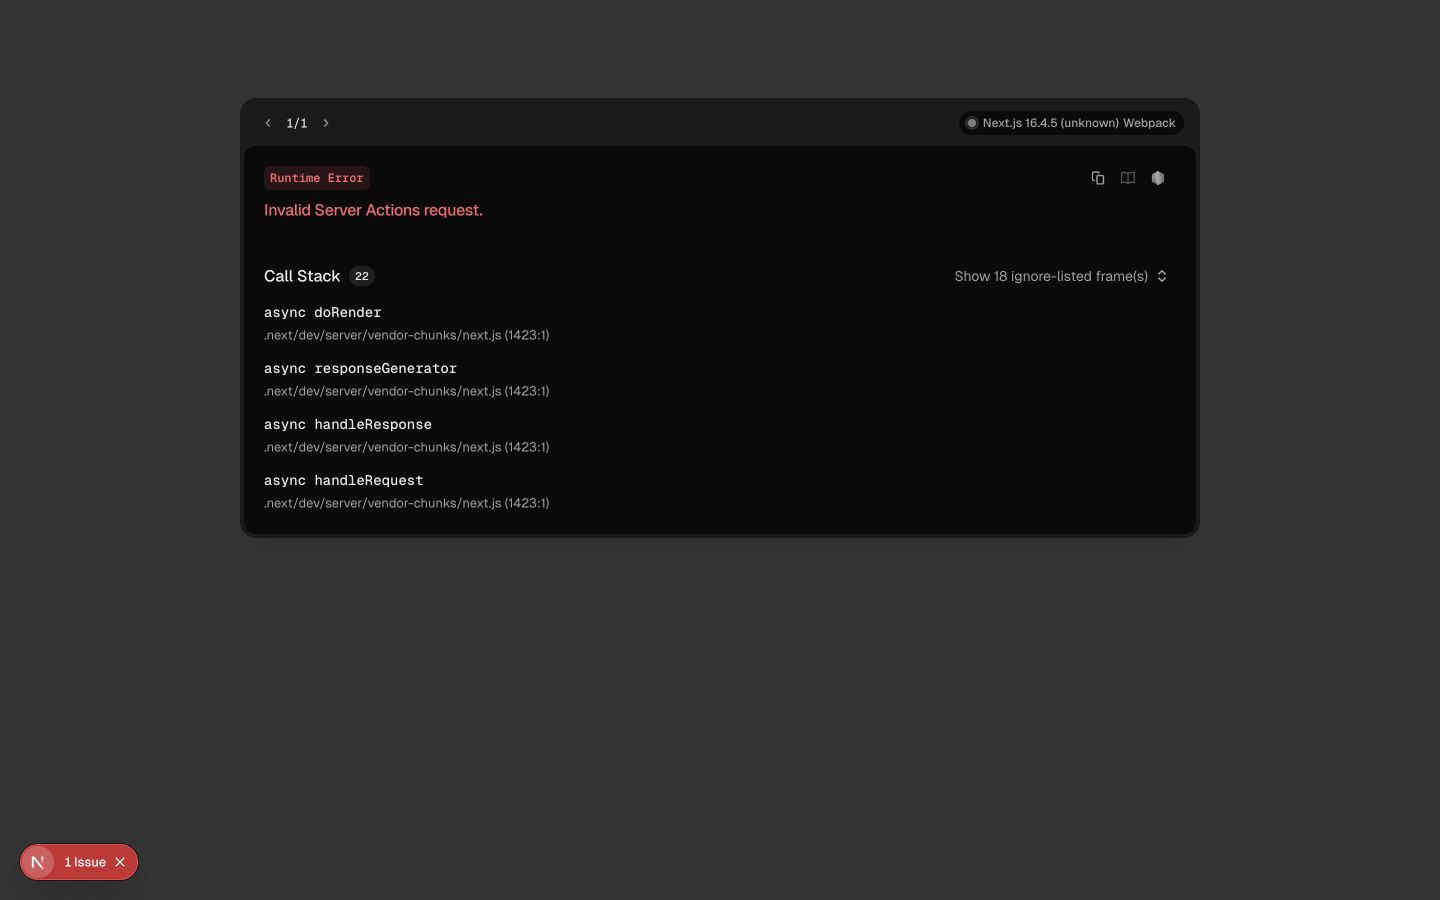 1/1
Next.js 16.4.5 (unknown) Webpack
Runtime Error
Invalid Server Actions request.
Call Stack 22
Show 18 ignore-listed frame(s)
async doRender
.next/dev/server/vendor-chunks/next.js (1423:1)
async responseGenerator
.next/dev/server/vendor-chunks/next.js (1423:1)
async handleResponse
.next/dev/server/vendor-chunks/next.js (1423:1)
async handleRequest
.next/dev/server/vendor-chunks/next.js (1423:1)
N 1 Issue